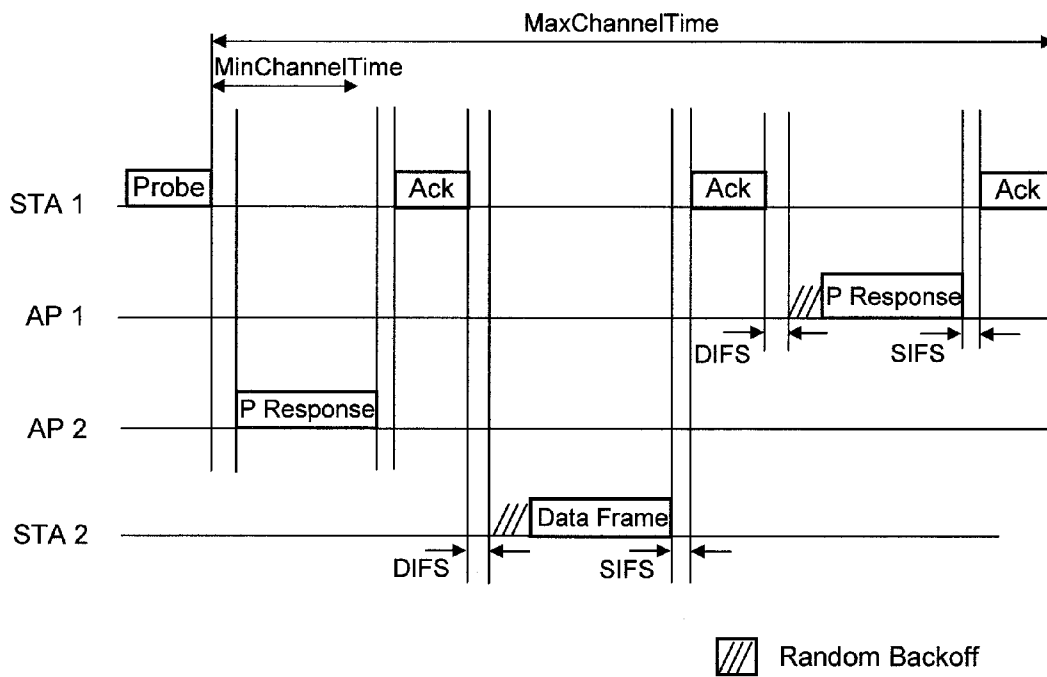 MaxChannelTime
MinChannelTime
STA 1
Probe
Ack
Ack
Ack
AP 1
P Response
DIFS
SIFS
AP 2
P Response
STA 2
Data Frame
DIFS
SIFS
Random Backoff